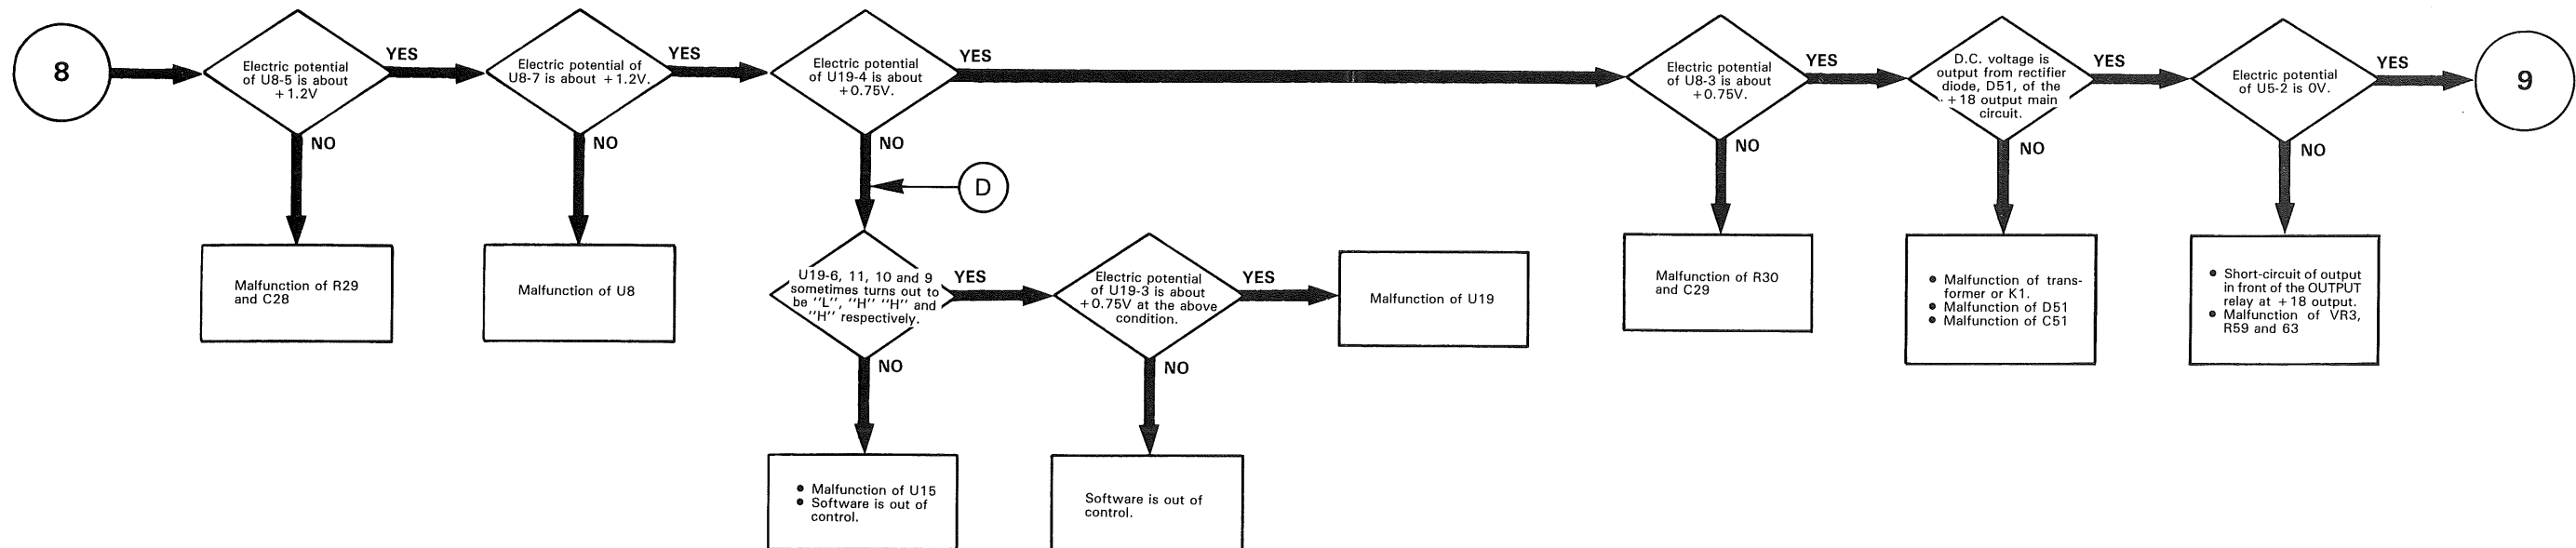 8
Electric potential
of U8-5 is about
+1.2V
YES
NO
Malfunction of R29
and C28
Electric potential of
U8-7 is about +1.2V.
YES
NO
Malfunction of U8
Electric potential
of U19-4 is about
+0.75V.
YES
NO
D
U19-6, 11, 10 and 9
sometimes turns out to
be "L", "H" "H" and
"H" respectively.
YES
NO
• Malfunction of U15
• Software is out of
control.
Electric potential
of U19-3 is about
+0.75V at the above
condition.
YES
NO
Software is out of
control.
Malfunction of U19
Electric potential
of U8-3 is about
+0.75V.
YES
NO
Malfunction of R30
and C29
D.C. voltage is
output from rectifier
diode, D51, of the
+18 output main
circuit.
YES
NO
• Malfunction of trans-
former or K1.
• Malfunction of D51
• Malfunction of C51
Electric potential
of U5-2 is 0V.
YES
NO
• Short-circuit of output
in front of the OUTPUT
relay at +18 output.
• Malfunction of VR3,
R59 and 63
9